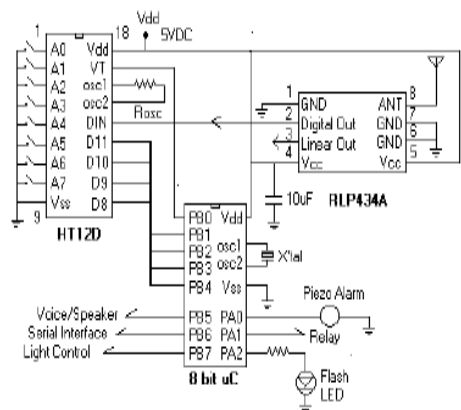 Vdd
1 18 5VDC
A0 Vdd
A1 VT
A2 osc1
A3 osc2
Rosc
A4 DIN
A5 D11
A6 D10
A7 D9
Vss D8
9
HT12D
1 GND ANT 8
2 Digital Out GND 7
3 Linear Out GND 6
4 Vcc Vcc 5
RLP434A
10uF
PB0 Vdd
PB1
PB2 osc1
PB3 osc2
X'tal
PB4 Vss
PB5 PA0
PB6 PA1
PB7 PA2
8 bit uC
Voice/Speaker
Serial Interface
Light Control
Piezo Alarm
Relay
Flash
LED